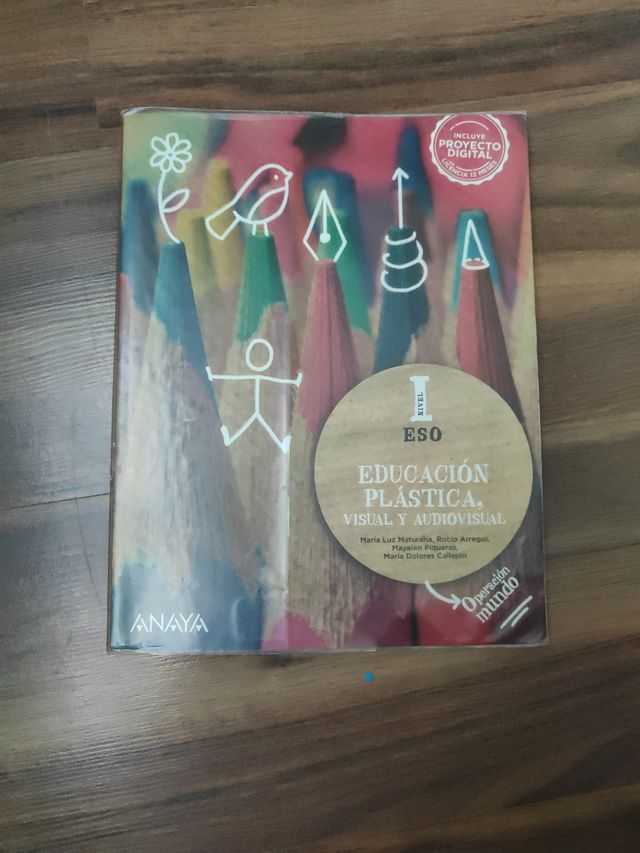 INCLUYE
PROYECTO
DIGITAL
LICENCIA 12 MESES
I
NIVEL
ESO
EDUCACIÓN
PLÁSTICA,
VISUAL Y AUDIOVISUAL
María Luz Maturana, Rocío Arregui,
Mayalen Piqueras,
María Dolores Callejón
Operación
mundo
ANAYA